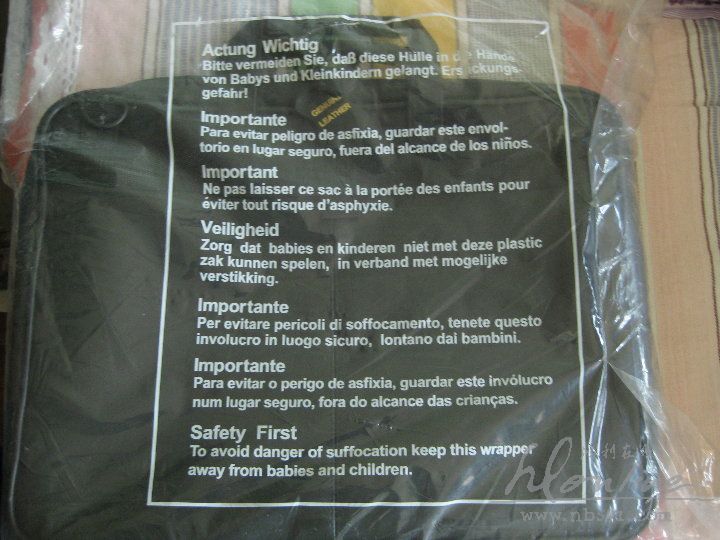 Actung Wichtig
Bitte vermeiden Sie, daß diese Hülle in die Hände
von Babys und Kleinkindern gelangt. Erstickungs-
gefahr!
GENUINE
LEATHER
Importante
Para evitar peligro de asfixia, guardar este envol-
torio en lugar seguro, fuera del alcance de los niños.
Important
Ne pas laisser ce sac à la portée des enfants pour
éviter tout risque d'asphyxie.
Veiligheid
Zorg dat babies en kinderen niet met deze plastic
zak kunnen spelen, in verband met mogelijke
verstikking.
Importante
Per evitare pericoli di soffocamento, tenete questo
involucro in luogo sicuro, lontano dai bambini.
Importante
Para evitar o perigo de asfixia, guardar este invólucro
num lugar seguro, fora do alcance das crianças.
Safety First
To avoid danger of suffocation keep this wrapper
away from babies and children.